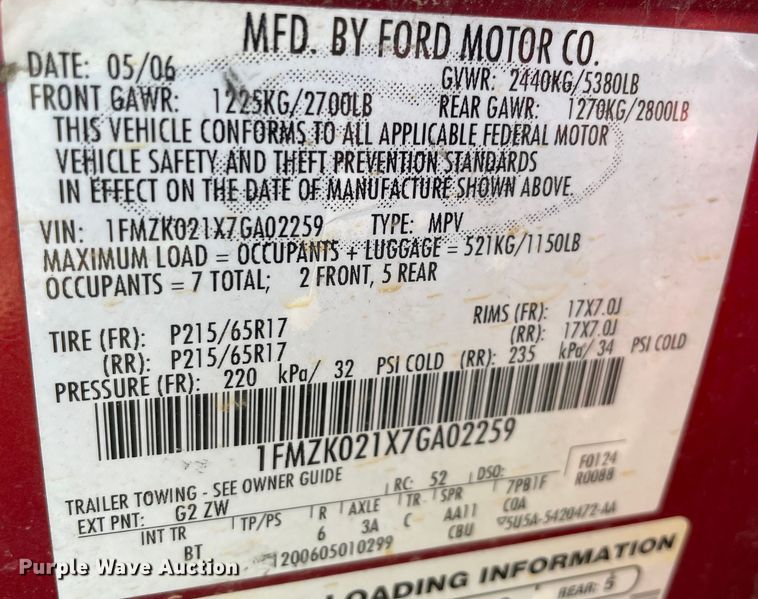 MFD. BY FORD MOTOR CO.
DATE: 05/06
GVWR: 2440KG/5380LB
FRONT GAWR: 1225KG/2700LB
REAR GAWR: 1270KG/2800LB
THIS VEHICLE CONFORMS TO ALL APPLICABLE FEDERAL MOTOR
VEHICLE SAFETY AND THEFT PREVENTION STANDARDS
IN EFFECT ON THE DATE OF MANUFACTURE SHOWN ABOVE.
VIN: 1FMZK021X7GA02259 TYPE: MPV
MAXIMUM LOAD = OCCUPANTS + LUGGAGE = 521KG/1150LB
OCCUPANTS = 7 TOTAL; 2 FRONT, 5 REAR
TIRE (FR): P215/65R17 RIMS (FR): 17X7.0J
(RR): P215/65R17 (RR): 17X7.0J
PRESSURE (FR): 220 kPa/ 32 PSI COLD (RR): 235 kPa/ 34 PSI COLD
1FMZK021X7GA02259
TRAILER TOWING - SEE OWNER GUIDE
F0124
R0088
EXT PNT: G2 ZW RC: 52 DSO:
INT TR TP/PS R AXLE TR SPR 7PB1F
BT 6 3A C AA11 C0A
1200605010299 CBU 5U5A-5420472-AA
LOADING INFORMATION
REAR: 5
Purple Wave Auction